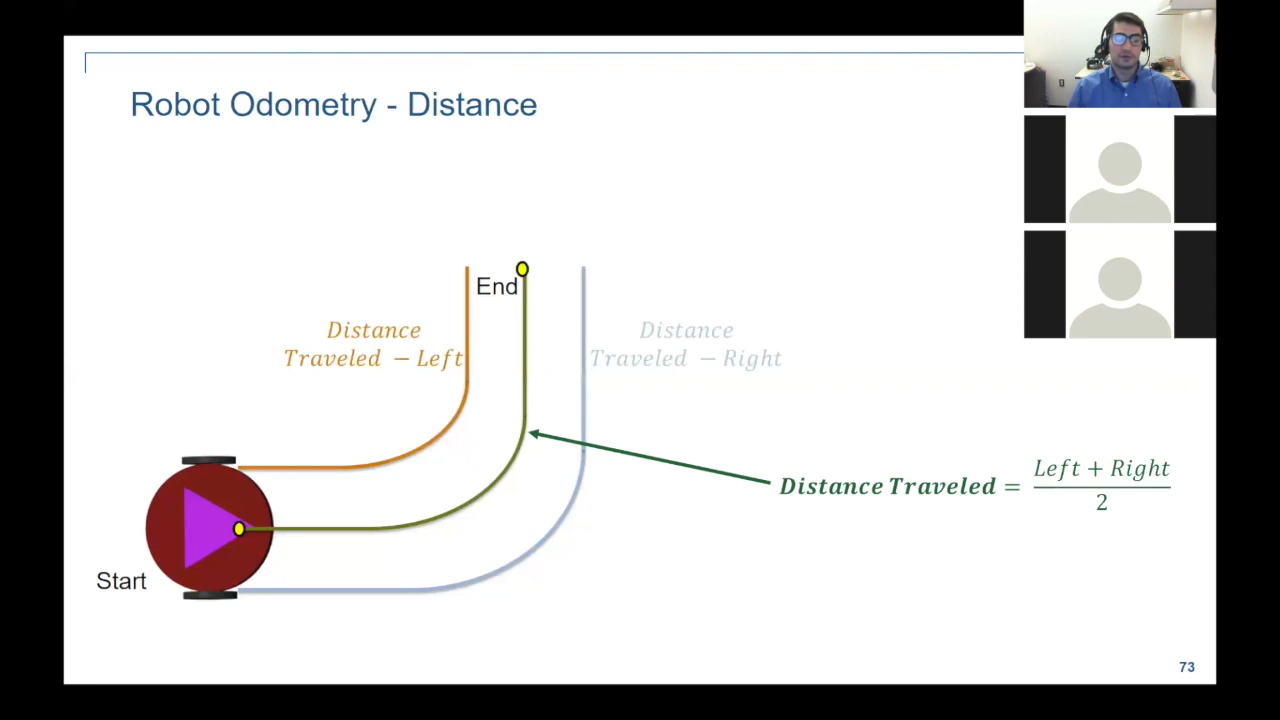 Robot Odometry - Distance
End
Distance
Traveled − Left
Distance
Traveled − Right
Distance Traveled = Left + Right
2
Start
73